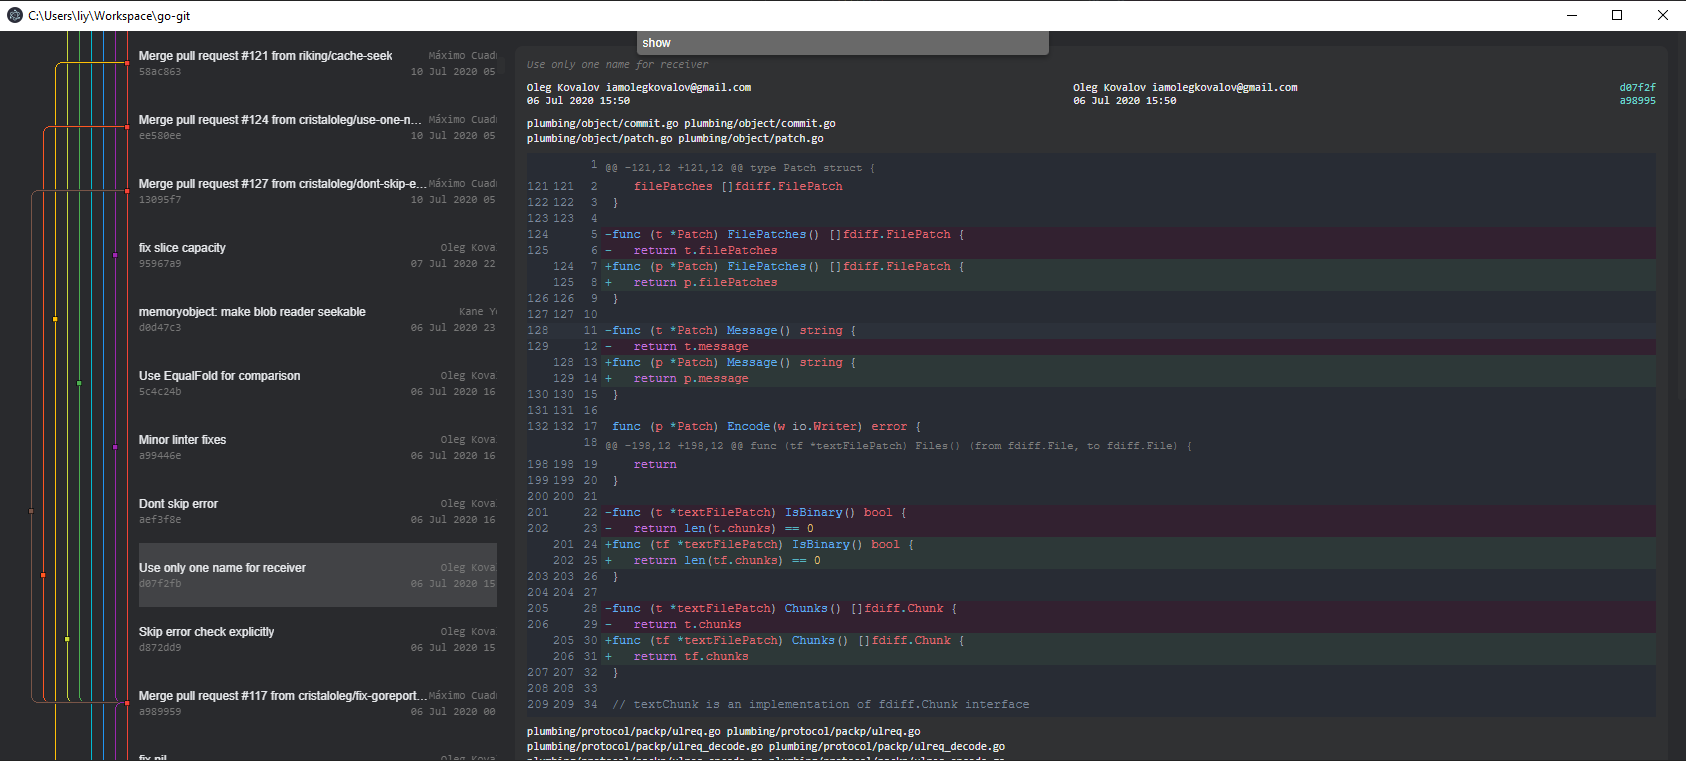 C:\Users\liy\Workspace\go-git
show
Merge pull request #121 from riking/cache-seek Máximo Cuad
58ac863 10 Jul 2020 05
Merge pull request #124 from cristaloleg/use-one-n... Máximo Cuad
ee580ee 10 Jul 2020 05
Merge pull request #127 from cristaloleg/dont-skip-e... Máximo Cuad
13095f7 10 Jul 2020 05
fix slice capacity Oleg Kova
95967a9 07 Jul 2020 22
memoryobject: make blob reader seekable Kane Yo
d0d47c3 06 Jul 2020 23
Use EqualFold for comparison Oleg Kova
5c4c24b 06 Jul 2020 16
Minor linter fixes Oleg Kova
a99446e 06 Jul 2020 16
Dont skip error Oleg Kova
aef3f8e 06 Jul 2020 16
Use only one name for receiver Oleg Kova
d07f2fb 06 Jul 2020 15
Skip error check explicitly Oleg Kova
d872dd9 06 Jul 2020 15
Merge pull request #117 from cristaloleg/fix-goreport... Máximo Cuad
a989959 06 Jul 2020 00
fix nil Oleg Kova
Use only one name for receiver
Oleg Kovalov iamolegkovalov@gmail.com Oleg Kovalov iamolegkovalov@gmail.com d07f2f
06 Jul 2020 15:50 06 Jul 2020 15:50 a98995
plumbing/object/commit.go plumbing/object/commit.go
plumbing/object/patch.go plumbing/object/patch.go
1 @@ -121,12 +121,12 @@ type Patch struct {
121 121 2 filePatches []fdiff.FilePatch
122 122 3 }
123 123 4
124 5 -func (t *Patch) FilePatches() []fdiff.FilePatch {
125 6 - return t.filePatches
124 7 +func (p *Patch) FilePatches() []fdiff.FilePatch {
125 8 + return p.filePatches
126 126 9 }
127 127 10
128 11 -func (t *Patch) Message() string {
129 12 - return t.message
128 13 +func (p *Patch) Message() string {
129 14 + return p.message
130 130 15 }
131 131 16
132 132 17 func (p *Patch) Encode(w io.Writer) error {
18 @@ -198,12 +198,12 @@ func (tf *textFilePatch) Files() (from fdiff.File, to fdiff.File) {
198 198 19 return
199 199 20 }
200 200 21
201 22 -func (t *textFilePatch) IsBinary() bool {
202 23 - return len(t.chunks) == 0
201 24 +func (tf *textFilePatch) IsBinary() bool {
202 25 + return len(tf.chunks) == 0
203 203 26 }
204 204 27
205 28 -func (t *textFilePatch) Chunks() []fdiff.Chunk {
206 29 - return t.chunks
205 30 +func (tf *textFilePatch) Chunks() []fdiff.Chunk {
206 31 + return tf.chunks
207 207 32 }
208 208 33
209 209 34 // textChunk is an implementation of fdiff.Chunk interface
plumbing/protocol/packp/ulreq.go plumbing/protocol/packp/ulreq.go
plumbing/protocol/packp/ulreq_decode.go plumbing/protocol/packp/ulreq_decode.go
plumbing/protocol/packp/ulreq_encode.go plumbing/protocol/packp/ulreq_encode.go